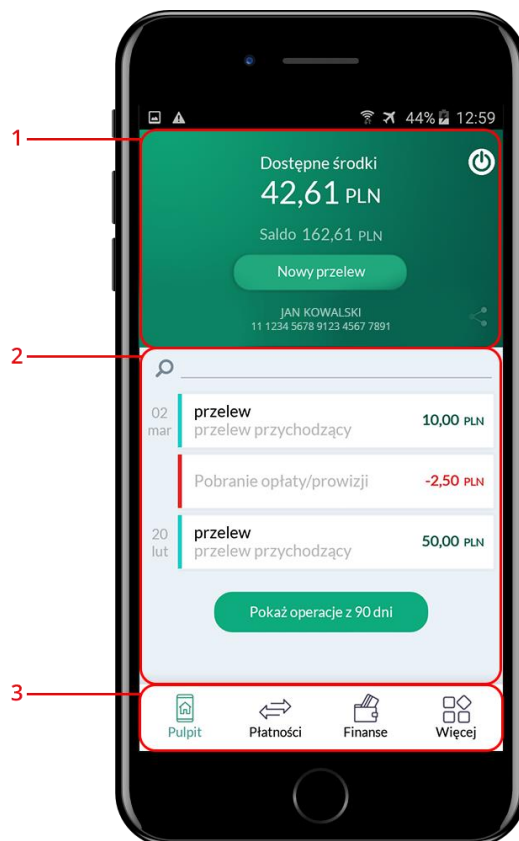 44% 12:59
1
Dostępne środki
42,61 PLN
Saldo 162,61 PLN
Nowy przelew
JAN KOWALSKI
11 1234 5678 9123 4567 7891
2
02 mar
przelew
przelew przychodzący
10,00 PLN
Pobranie opłaty/prowizji
-2,50 PLN
20 lut
przelew
przelew przychodzący
50,00 PLN
Pokaż operacje z 90 dni
3
Pulpit
Płatności
Finanse
Więcej